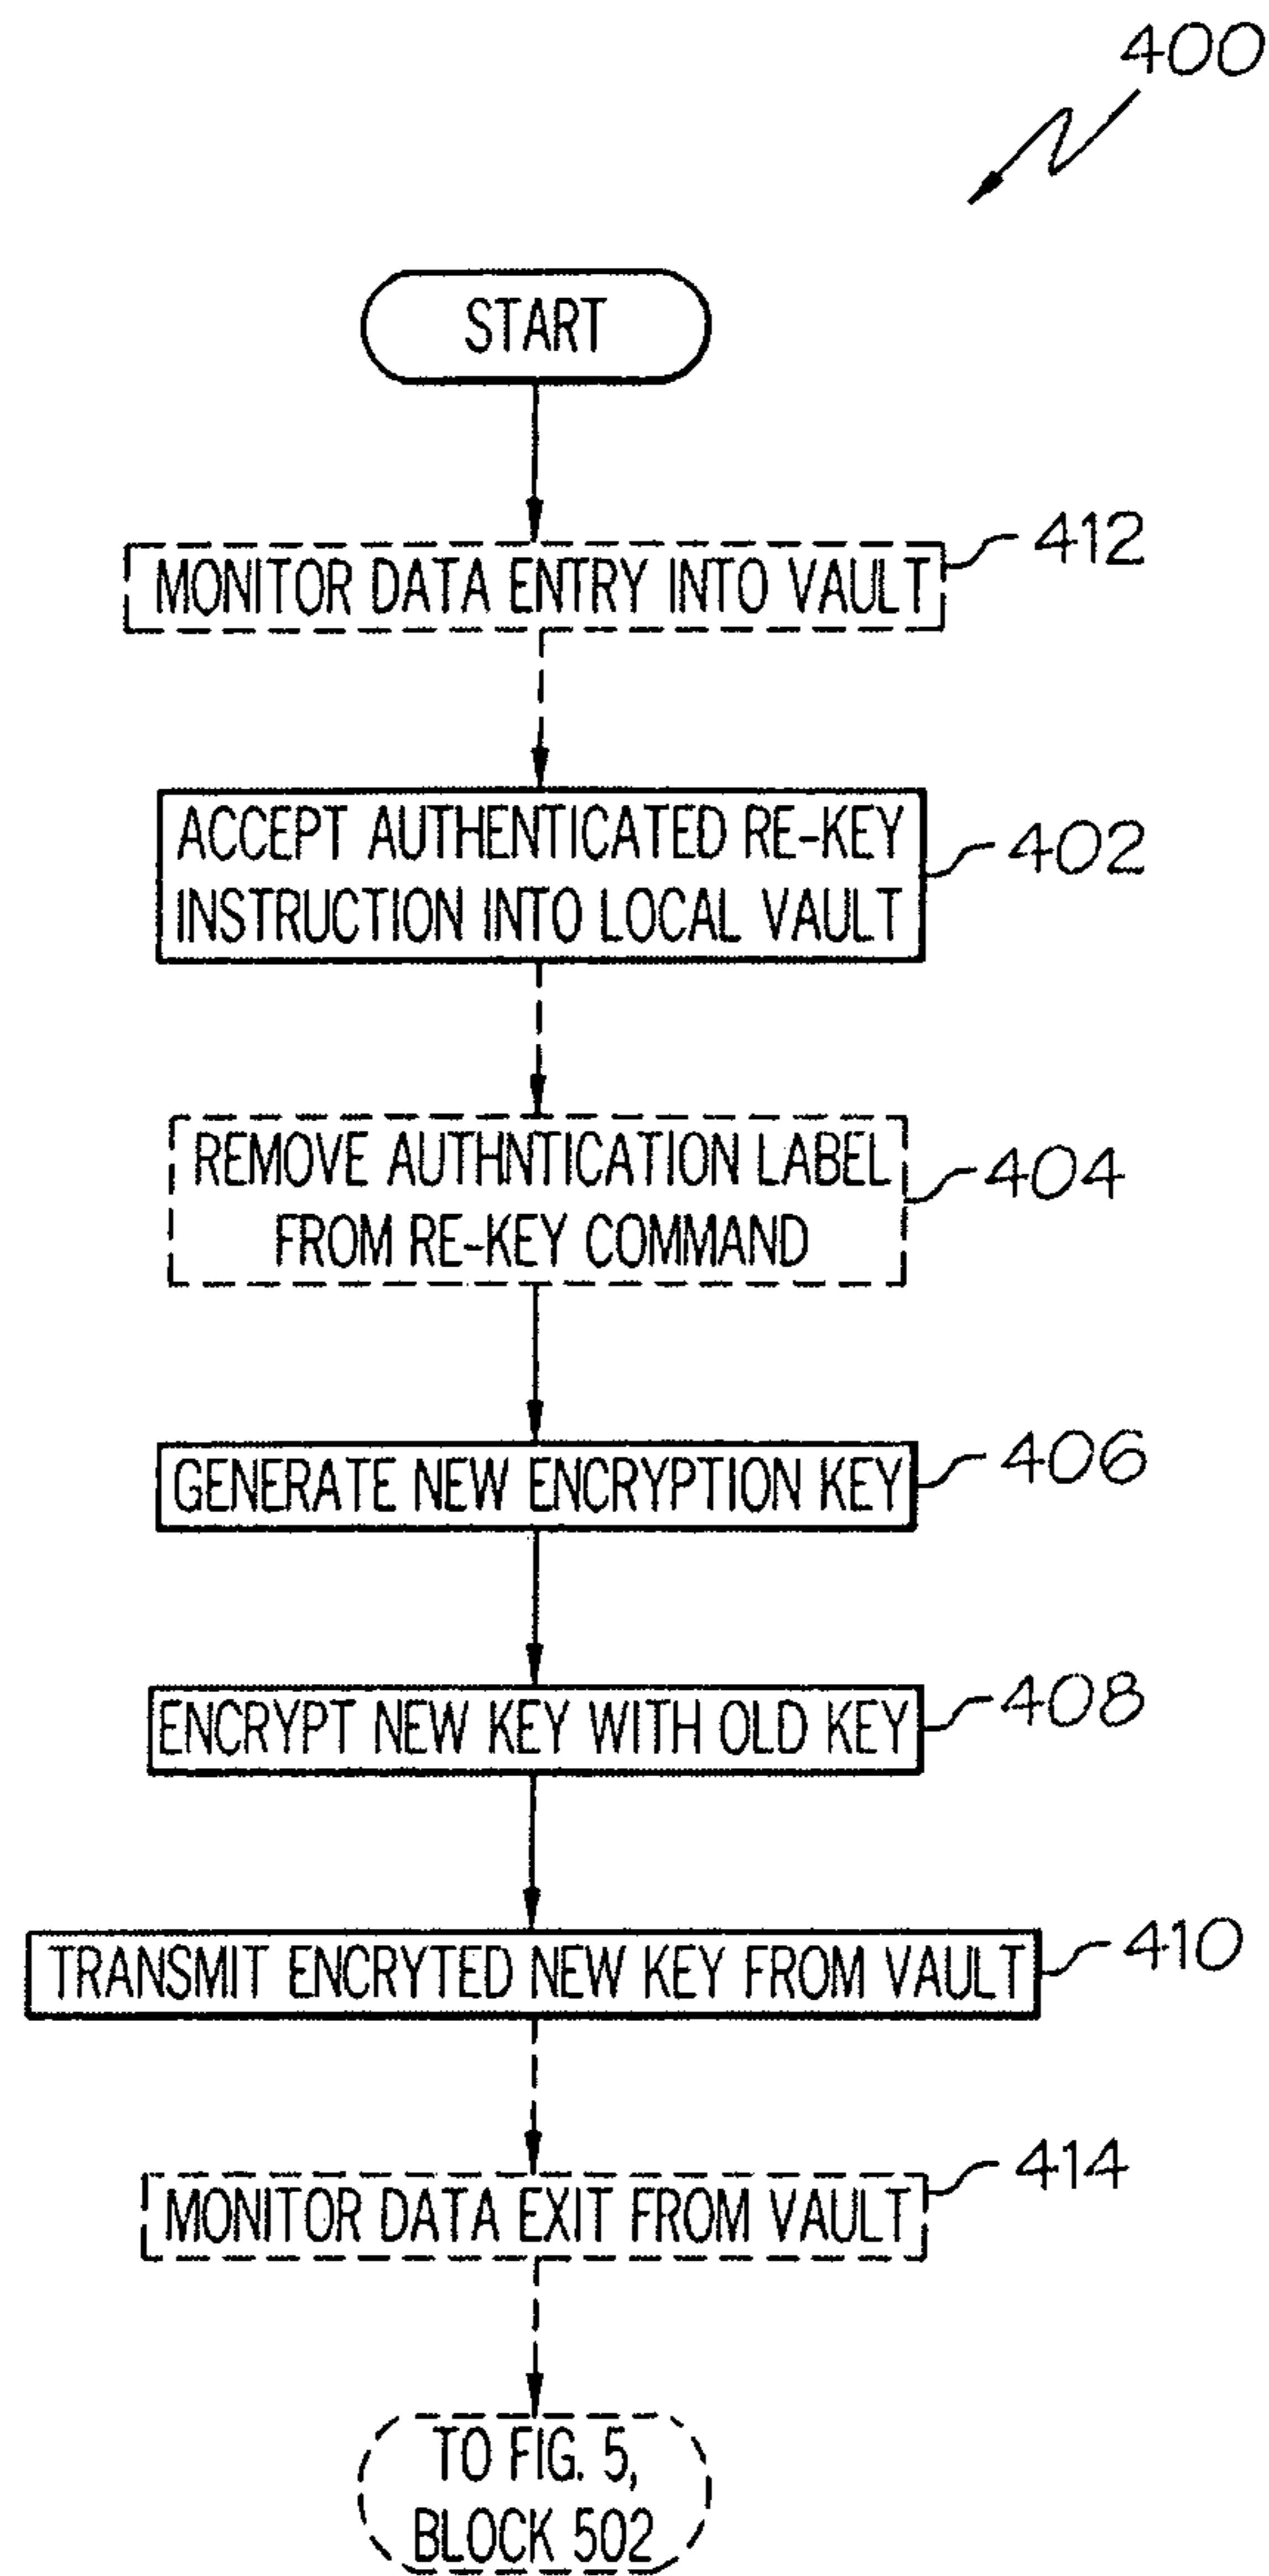 400
START
MONITOR DATA ENTRY INTO VAULT
412
ACCEPT AUTHENTICATED RE-KEY
INSTRUCTION INTO LOCAL VAULT
402
REMOVE AUTHNTICATION LABEL
FROM RE-KEY COMMAND
404
GENERATE NEW ENCRYPTION KEY
406
ENCRYPT NEW KEY WITH OLD KEY
408
TRANSMIT ENCRYTED NEW KEY FROM VAULT
410
MONITOR DATA EXIT FROM VAULT
414
TO FIG. 5,
BLOCK 502